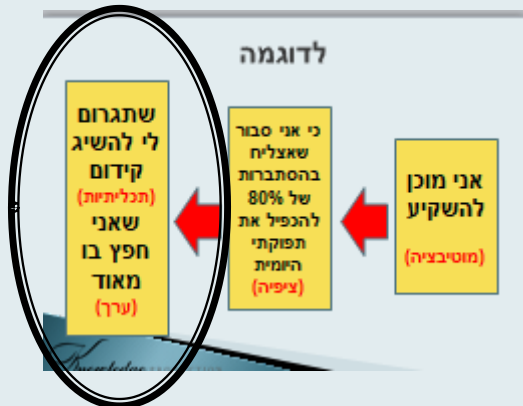 לדוגמה
אני מוכן
להשקיע
(מוטיבציה)
כי אני סבור
שאצליח
בהסתברות
של 80%
להכפיל את
תפוקתי
היומית
(ציפיה)
שתגרום
לי להשיג
קידום
(תכליתיות)
שאני
חפץ בו
מאוד
(ערך)
Knowledge